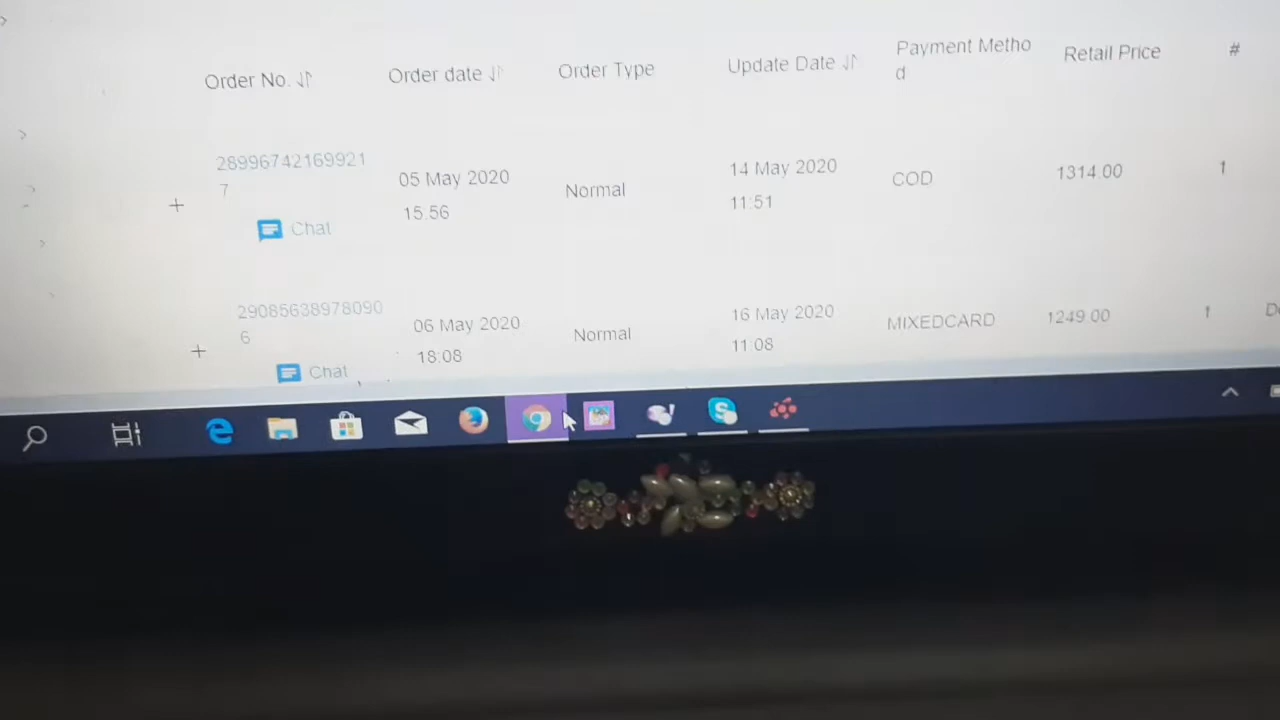 Order No.
Order date
Order Type
Update Date
Payment Metho
d
Retail Price
#
28996742169921
7
Chat
05 May 2020
15:56
Normal
14 May 2020
11:51
COD
1314.00
1
29085638978090
6
Chat
06 May 2020
18:08
Normal
16 May 2020
11:08
MIXEDCARD
1249.00
1